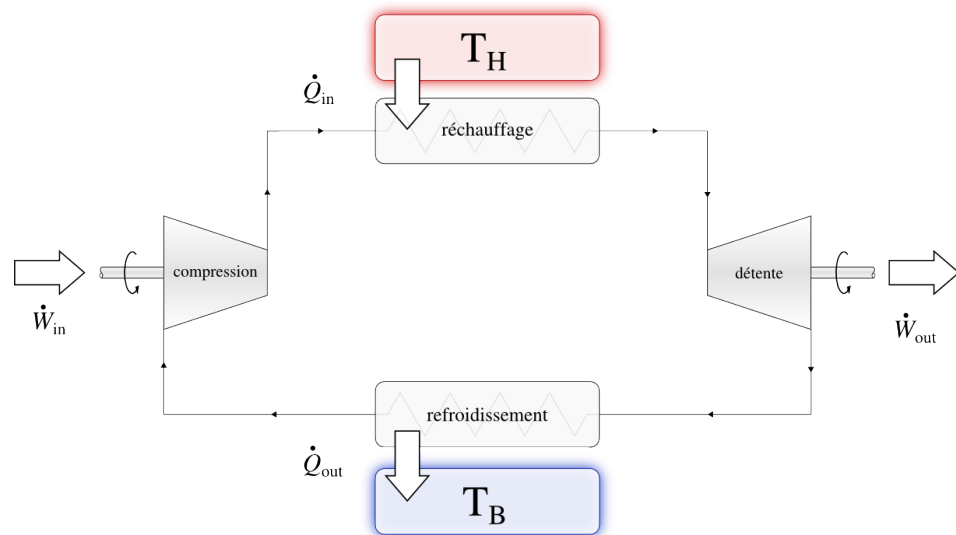 T_H
Q̇_in
réchauffage
compression
détente
Ẇ_in
Ẇ_out
refroidissement
Q̇_out
T_B